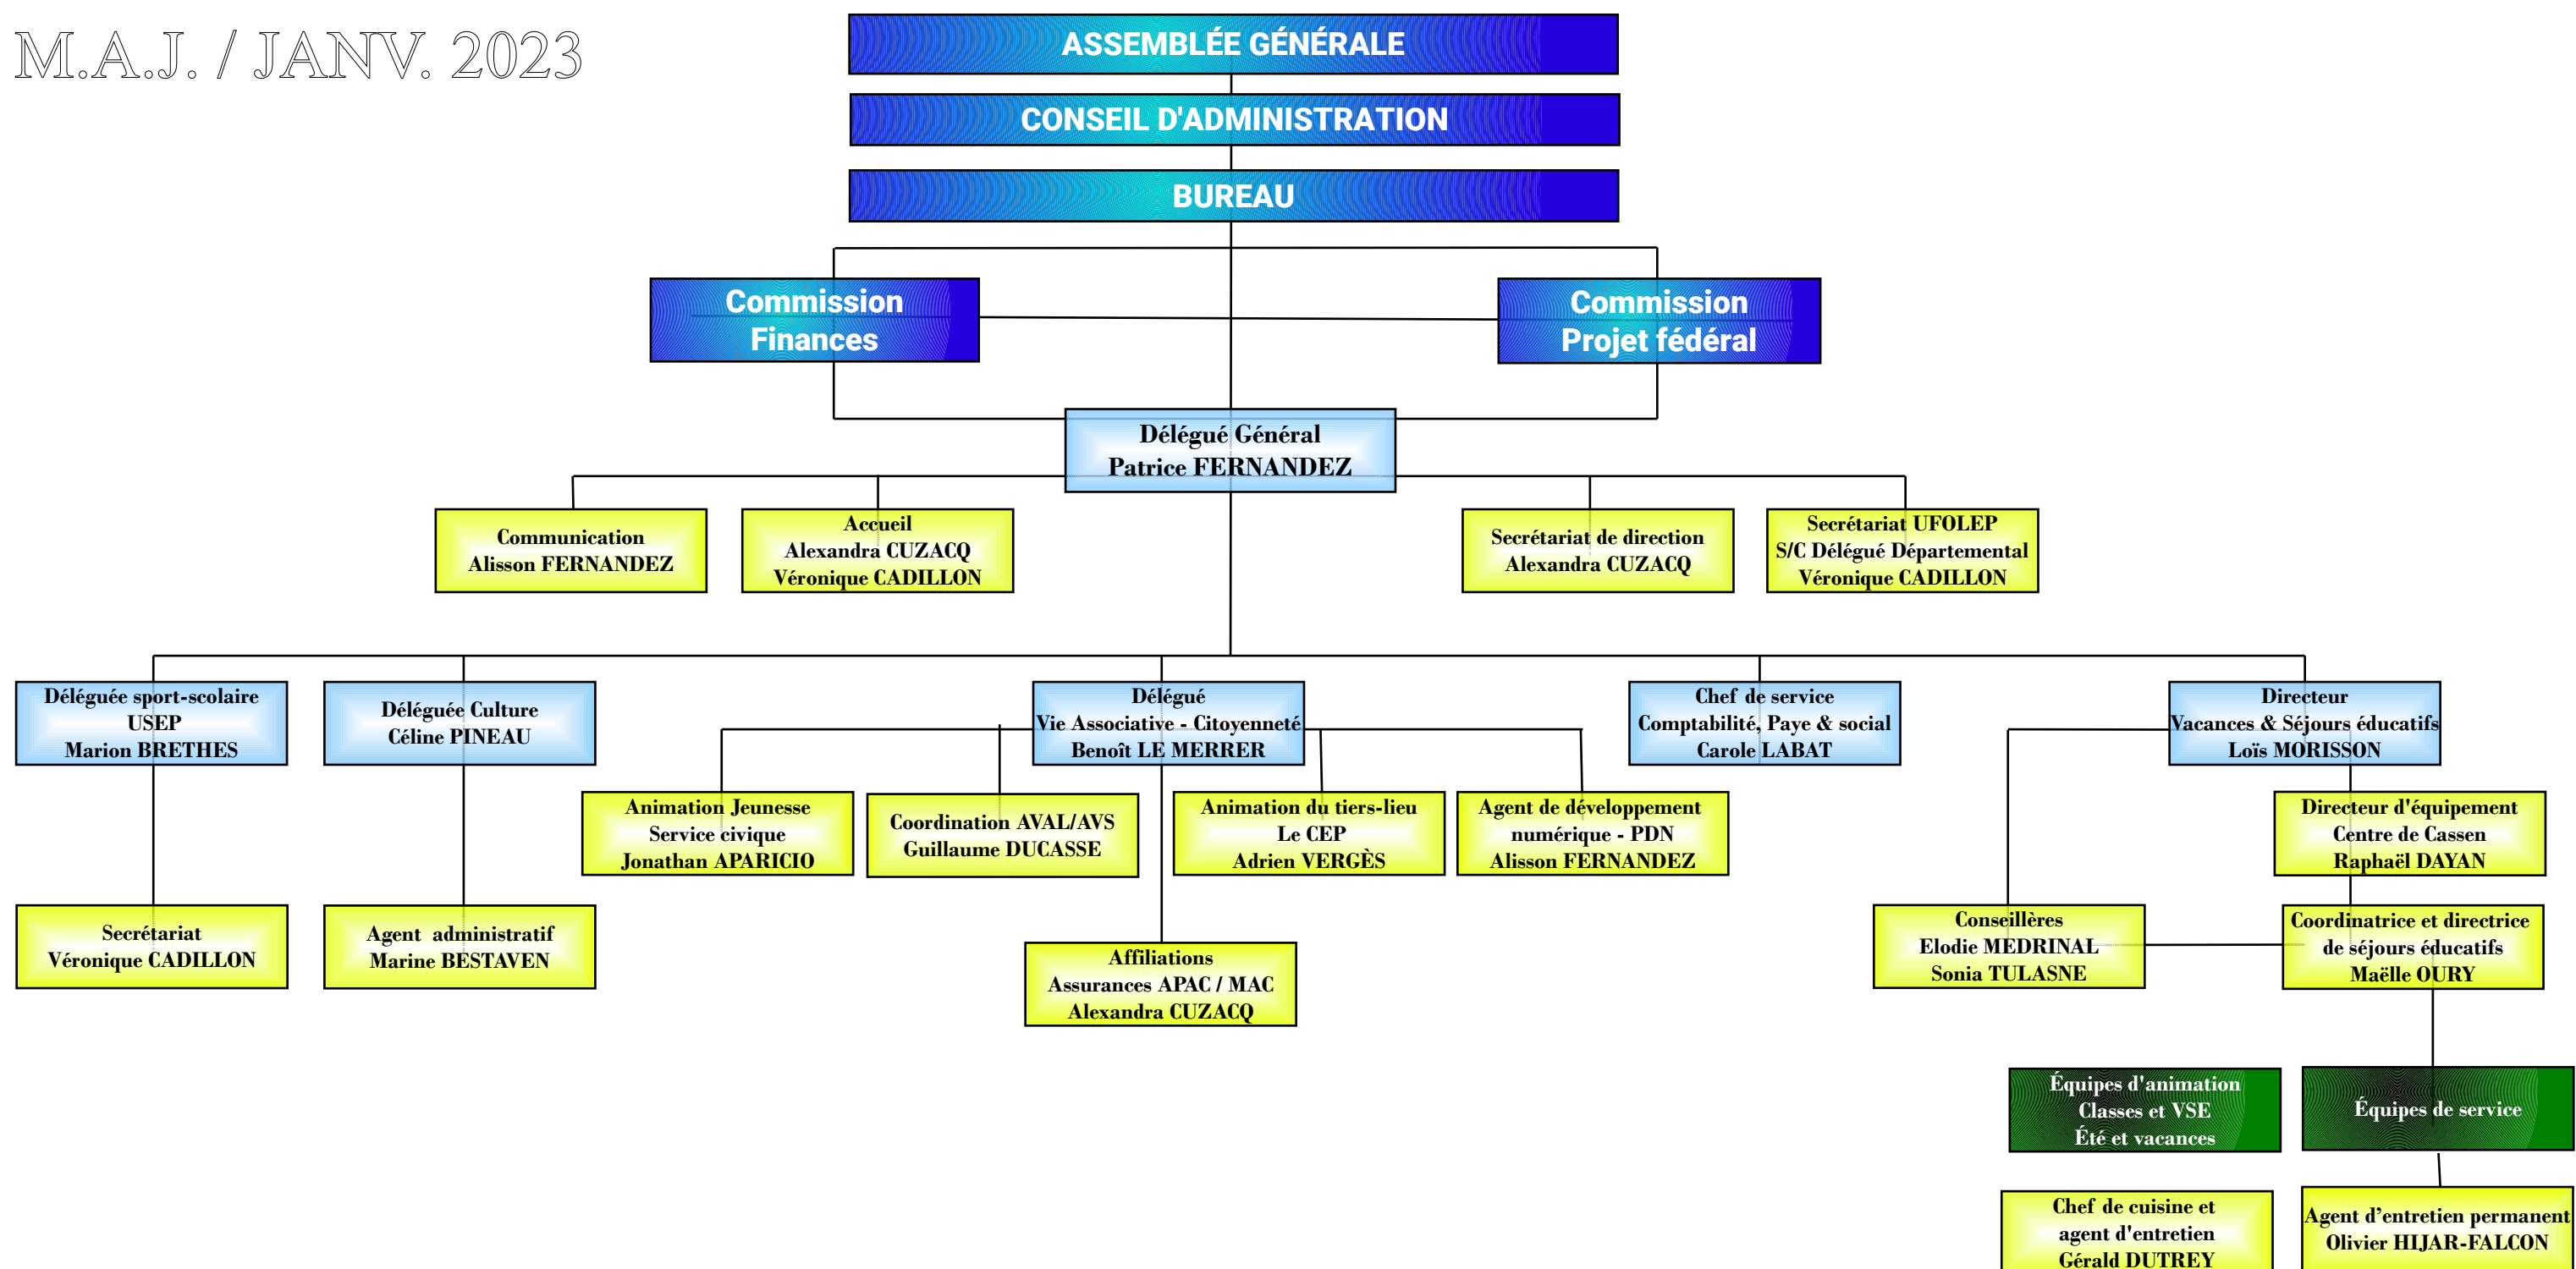 M.A.J. / JANV. 2023
ASSEMBLÉE GÉNÉRALE
CONSEIL D'ADMINISTRATION
BUREAU
Commission
Finances
Commission
Projet fédéral
Délégué Général
Patrice FERNANDEZ
Communication
Alisson FERNANDEZ
Accueil
Alexandra CUZACQ
Véronique CADILLON
Secrétariat de direction
Alexandra CUZACQ
Secrétariat UFOLEP
S/C Délégué Départemental
Véronique CADILLON
Déléguée sport-scolaire
USEP
Marion BRETHES
Déléguée Culture
Céline PINEAU
Délégué
Vie Associative - Citoyenneté
Benoît LE MERRER
Chef de service
Comptabilité, Paye & social
Carole LABAT
Directeur
Vacances & Séjours éducatifs
Loïs MORISSON
Animation Jeunesse
Service civique
Jonathan APARICIO
Coordination AVAL/AVS
Guillaume DUCASSE
Animation du tiers-lieu
Le CEP
Adrien VERGÈS
Agent de développement
numérique - PDN
Alisson FERNANDEZ
Directeur d'équipement
Centre de Cassen
Raphaël DAYAN
Secrétariat
Véronique CADILLON
Agent administratif
Marine BESTAVEN
Affiliations
Assurances APAC / MAC
Alexandra CUZACQ
Conseillères
Elodie MEDRINAL
Sonia TULASNE
Coordinatrice et directrice
de séjours éducatifs
Maëlle OURY
Équipes d'animation
Classes et VSE
Été et vacances
Équipes de service
Chef de cuisine et
agent d'entretien
Gérald DUTREY
Agent d’entretien permanent
Olivier HIJAR-FALCON